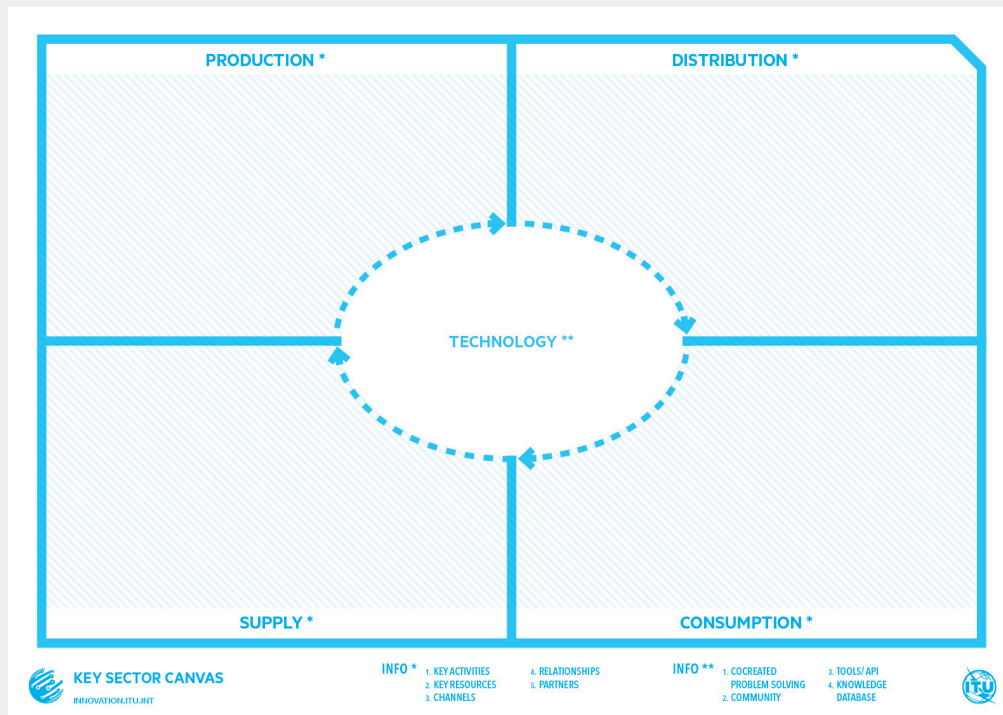 PRODUCTION *
DISTRIBUTION *
TECHNOLOGY **
SUPPLY *
CONSUMPTION *
KEY SECTOR CANVAS
INNOVATION.ITU.INT
INFO *
1. KEY ACTIVITIES
2. KEY RESOURCES
3. CHANNELS
4. RELATIONSHIPS
5. PARTNERS
INFO **
1. COCREATED
PROBLEM SOLVING
2. COMMUNITY
3. TOOLS/ API
4. KNOWLEDGE
DATABASE
ITU